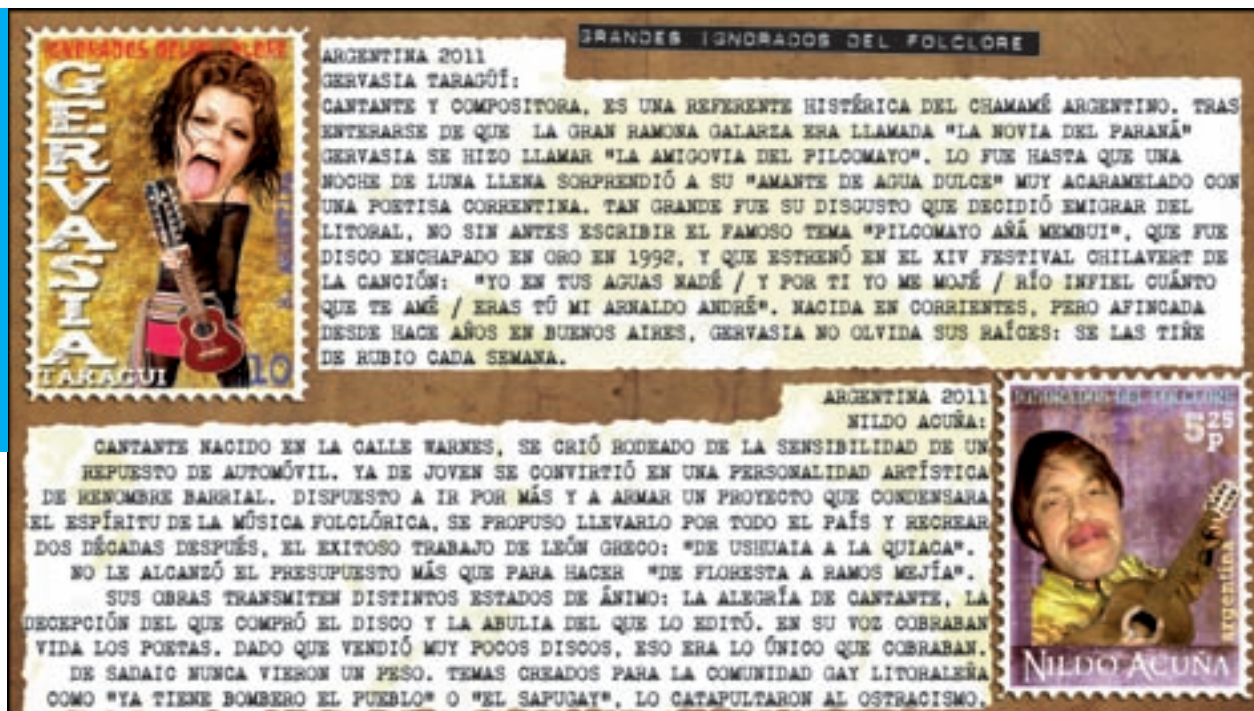 GRANDES IGNORADOS DEL FOLCLORE
IGNORADOS DEL FOLCLORE
GERVASIA
TARAGUI
10
ARGENTINA 2011
GERVASIA TARAGÜÍ:
CANTANTE Y COMPOSITORA, ES UNA REFERENTE HISTÉRICA DEL CHAMAMÉ ARGENTINO. TRAS
ENTERARSE DE QUE LA GRAN RAMONA GALARZA ERA LLAMADA "LA NOVIA DEL PARANÁ"
GERVASIA SE HIZO LLAMAR "LA AMIGOVIA DEL PILCOMAYO". LO FUE HASTA QUE UNA
NOCHE DE LUNA LLENA SORPRENDIÓ A SU "AMANTE DE AGUA DULCE" MUY ACARAMELADO CON
UNA POETISA CORRENTINA. TAN GRANDE FUE SU DISGUSTO QUE DECIDIÓ EMIGRAR DEL
LITORAL, NO SIN ANTES ESCRIBIR EL FAMOSO TEMA "PILCOMAYO AÑÁ MEMBUI", QUE FUE
DISCO ENCHAPADO EN ORO EN 1992, Y QUE ESTRENÓ EN EL XIV FESTIVAL CHILAVERT DE
LA CANCIÓN: "YO EN TUS AGUAS NADÉ / Y POR TI YO ME MOJÉ / RÍO INFIEL CUÁNTO
QUE TE AMÉ / ERAS TÚ MI ARNALDO ANDRÉ". NACIDA EN CORRIENTES, PERO AFINCADA
DESDE HACE AÑOS EN BUENOS AIRES, GERVASIA NO OLVIDA SUS RAÍCES: SE LAS TIÑE
DE RUBIO CADA SEMANA.
ARGENTINA 2011
NILDO ACUÑA:
CANTANTE NACIDO EN LA CALLE WARNES, SE CRIÓ RODEADO DE LA SENSIBILIDAD DE UN
REPUESTO DE AUTOMÓVIL. YA DE JOVEN SE CONVIRTIÓ EN UNA PERSONALIDAD ARTÍSTICA
DE RENOMBRE BARRIAL. DISPUESTO A IR POR MÁS Y A ARMAR UN PROYECTO QUE CONDENSARA
EL ESPÍRITU DE LA MÚSICA FOLCLÓRICA, SE PROPUSO LLEVARLO POR TODO EL PAÍS Y RECREAR
DOS DÉCADAS DESPUÉS, EL EXITOSO TRABAJO DE LEÓN GRECO: "DE USHUAIA A LA QUIACA".
NO LE ALCANZÓ EL PRESUPUESTO MÁS QUE PARA HACER "DE FLORESTA A RAMOS MEJÍA".
SUS OBRAS TRANSMITEN DISTINTOS ESTADOS DE ÁNIMO: LA ALEGRÍA DE CANTANTE, LA
DECEPCIÓN DEL QUE COMPRÓ EL DISCO Y LA ABULIA DEL QUE LO EDITÓ. EN SU VOZ COBRABAN
VIDA LOS POETAS. DADO QUE VENDIÓ MUY POCOS DISCOS, ESO ERA LO ÚNICO QUE COBRABAN.
DE SADAIC NUNCA VIERON UN PESO. TEMAS CREADOS PARA LA COMUNIDAD GAY LITORALEÑA
COMO "YA TIENE BOMBERO EL PUEBLO" O "EL SAPUGAY", LO CATAPULTARON AL OSTRACISMO.
IGNORADOS DEL FOLCLORE
5 25 P
Argentina
NILDO ACUÑA